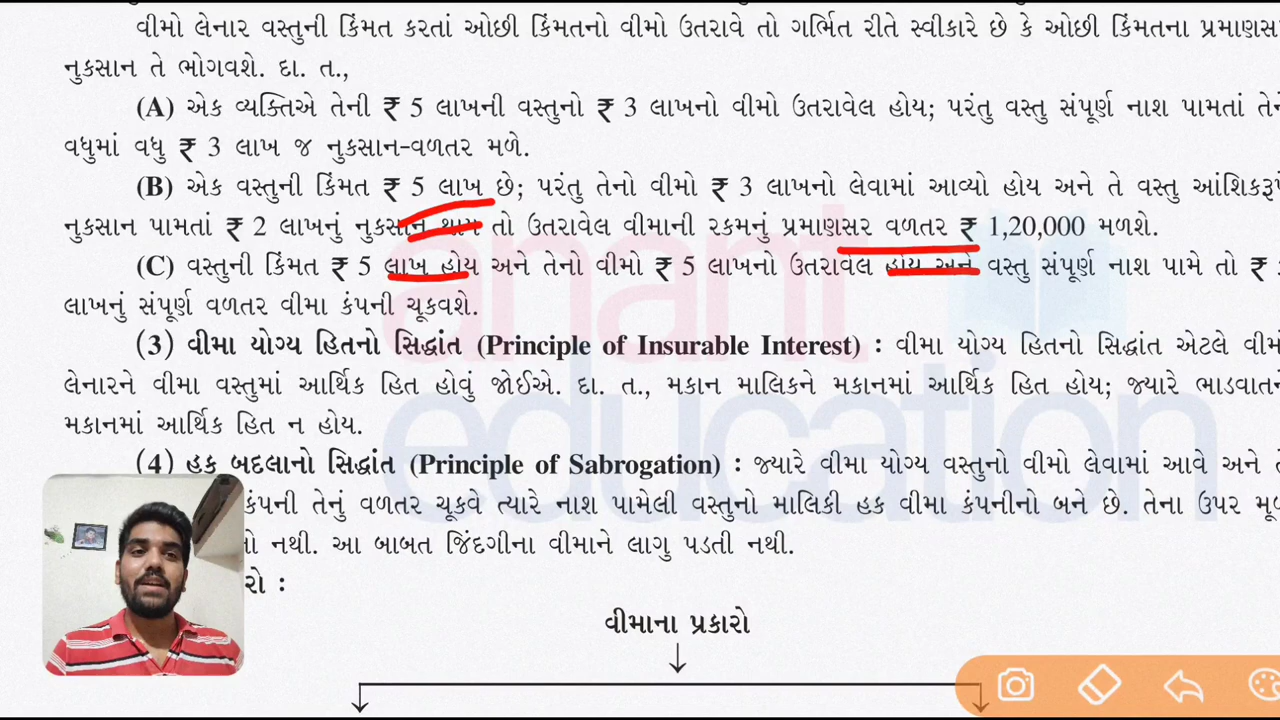 વીમો લેનાર વસ્તુની કિંમત કરતાં ઓછી કિંમતનો વીમો ઉતરાવે તો ગર્ભિત રીતે સ્વીકારે છે કે ઓછી કિંમતના પ્રમાણસ
નુકસાન તે ભોગવશે. દા. ત.,
(A) એક વ્યક્તિએ તેની ₹ 5 લાખની વસ્તુનો ₹ 3 લાખનો વીમો ઉતરાવેલ હોય; પરંતુ વસ્તુ સંપૂર્ણ નાશ પામતાં તેને
વધુમાં વધુ ₹ 3 લાખ જ નુકસાન-વળતર મળે.
(B) એક વસ્તુની કિંમત ₹ 5 લાખ છે; પરંતુ તેનો વીમો ₹ 3 લાખનો લેવામાં આવ્યો હોય અને તે વસ્તુ આંશિકરૂપે
નુકસાન પામતાં ₹ 2 લાખનું નુકસાન થાય તો ઉતરાવેલ વીમાની રકમનું પ્રમાણસર વળતર ₹ 1,20,000 મળશે.
(C) વસ્તુની કિંમત ₹ 5 લાખ હોય અને તેનો વીમો ₹ 5 લાખનો ઉતરાવેલ હોય અને વસ્તુ સંપૂર્ણ નાશ પામે તો ₹
લાખનું સંપૂર્ણ વળતર વીમા કંપની ચૂકવશે.
(3) વીમા યોગ્ય હિતનો સિદ્ધાંત (Principle of Insurable Interest) : વીમા યોગ્ય હિતનો સિદ્ધાંત એટલે વીમ
લેનારને વીમા વસ્તુમાં આર્થિક હિત હોવું જોઈએ. દા. ત., મકાન માલિકને મકાનમાં આર્થિક હિત હોય; જ્યારે ભાડવાતને
મકાનમાં આર્થિક હિત ન હોય.
(4) હક બદલાનો સિદ્ધાંત (Principle of Sabrogation) : જ્યારે વીમા યોગ્ય વસ્તુનો વીમો લેવામાં આવે અને તે
કંપની તેનું વળતર ચૂકવે ત્યારે નાશ પામેલી વસ્તુનો માલિકી હક વીમા કંપનીનો બને છે. તેના ઉપર મૂળ
નથી. આ બાબત જિંદગીના વીમાને લાગુ પડતી નથી.
રો :
વીમાના પ્રકારો
anant
education